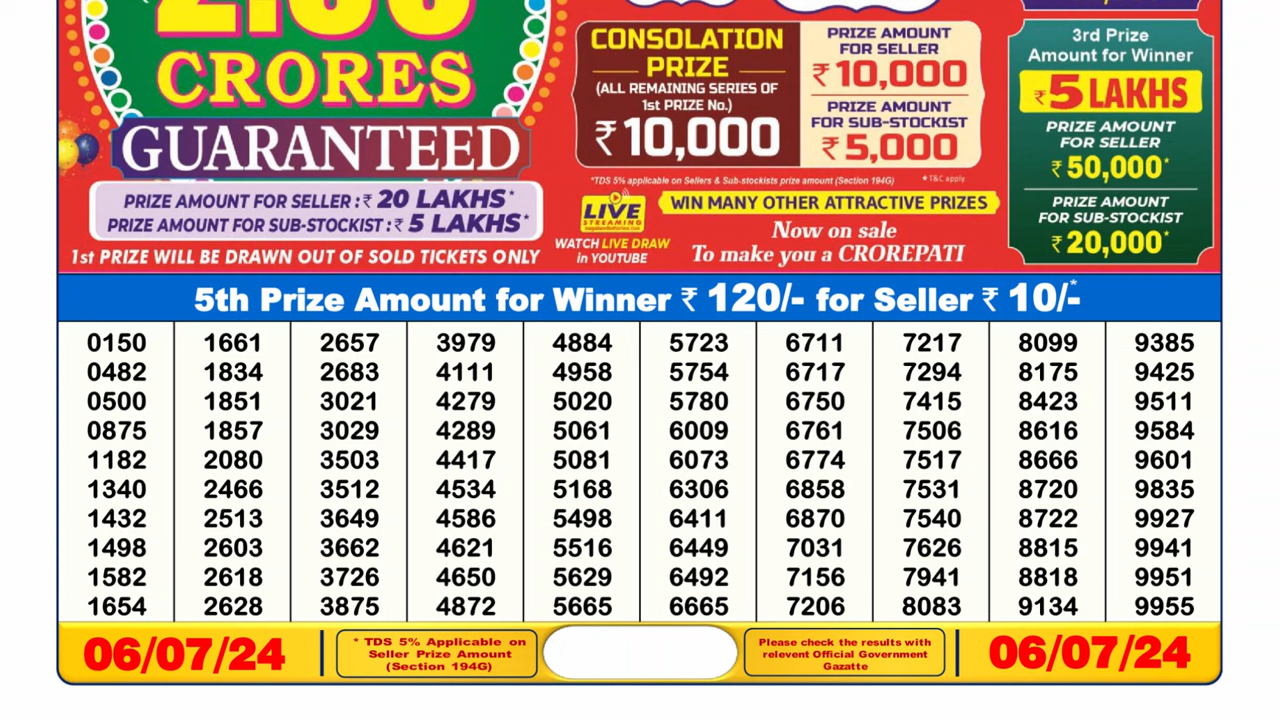 CRORES
GUARANTEED
PRIZE AMOUNT FOR SELLER : ₹ 20 LAKHS*
PRIZE AMOUNT FOR SUB-STOCKIST : ₹ 5 LAKHS*
1st PRIZE WILL BE DRAWN OUT OF SOLD TICKETS ONLY
CONSOLATION
PRIZE
(ALL REMAINING SERIES OF
1st PRIZE No.)
₹ 10,000
PRIZE AMOUNT
FOR SELLER
₹ 10,000
PRIZE AMOUNT
FOR SUB-STOCKIST
₹ 5,000
*TDS 5% applicable on Sellers & Sub-stockists prize amount (Section 194G)
* T&C apply
LIVE
STREAMING
WATCH LIVE DRAW
in YOUTUBE
WIN MANY OTHER ATTRACTIVE PRIZES
Now on sale
To make you a CROREPATI
3rd Prize
Amount for Winner
₹ 5 LAKHS
PRIZE AMOUNT
FOR SELLER
₹ 50,000*
PRIZE AMOUNT
FOR SUB-STOCKIST
₹ 20,000*
5th Prize Amount for Winner ₹ 120/- for Seller ₹ 10/-*
0150 1661 2657 3979 4884 5723 6711 7217 8099 9385
0482 1834 2683 4111 4958 5754 6717 7294 8175 9425
0500 1851 3021 4279 5020 5780 6750 7415 8423 9511
0875 1857 3029 4289 5061 6009 6761 7506 8616 9584
1182 2080 3503 4417 5081 6073 6774 7517 8666 9601
1340 2466 3512 4534 5168 6306 6858 7531 8720 9835
1432 2513 3649 4586 5498 6411 6870 7540 8722 9927
1498 2603 3662 4621 5516 6449 7031 7626 8815 9941
1582 2618 3726 4650 5629 6492 7156 7941 8818 9951
1654 2628 3875 4872 5665 6665 7206 8083 9134 9955
06/07/24
* TDS 5% Applicable on
Seller Prize Amount
(Section 194G)
Please check the results with
relevent Official Government
Gazatte
06/07/24